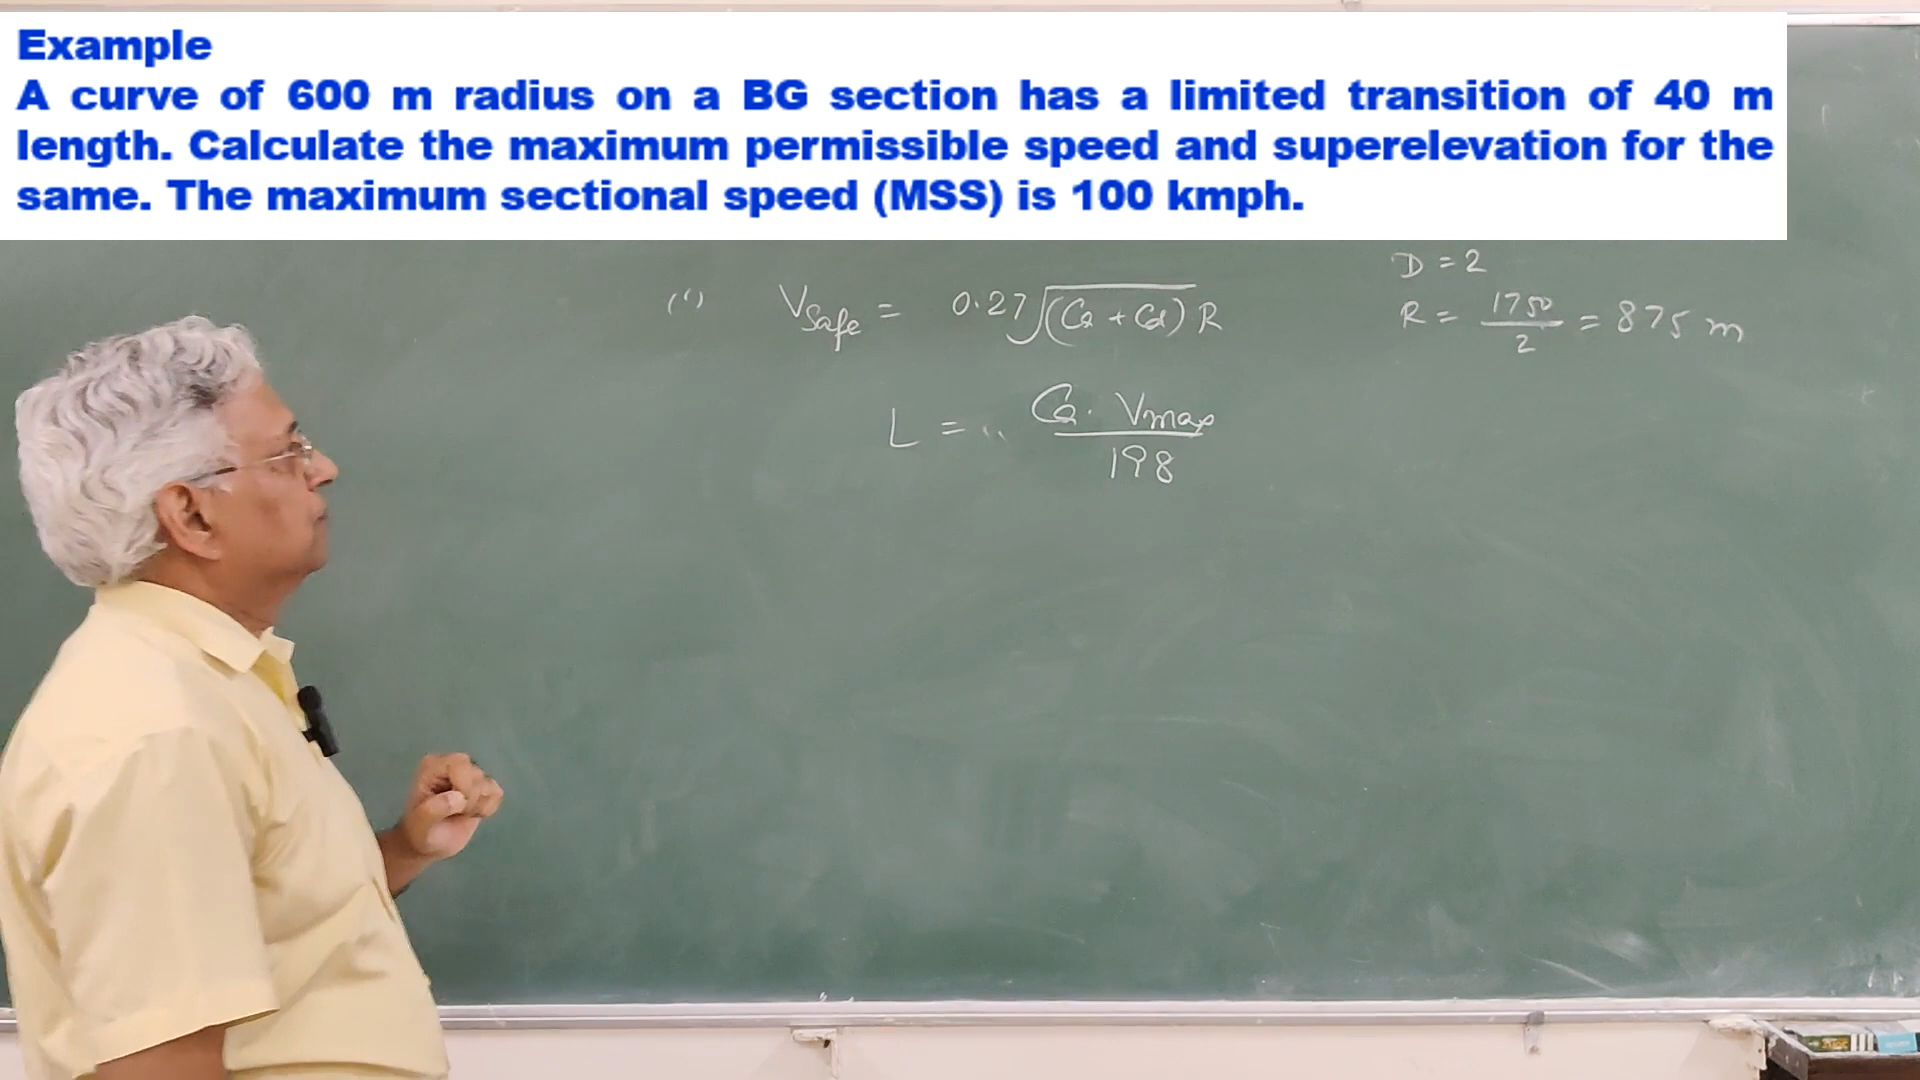 Example
A curve of 600 m radius on a BG section has a limited transition of 40 m
length. Calculate the maximum permissible speed and superelevation for the
same. The maximum sectional speed (MSS) is 100 kmph.
D = 2
(i) Vsafe = 0.27√(Ca + Cd) R
R = 1750/2 = 875 m
L = Ca . Vmax / 198